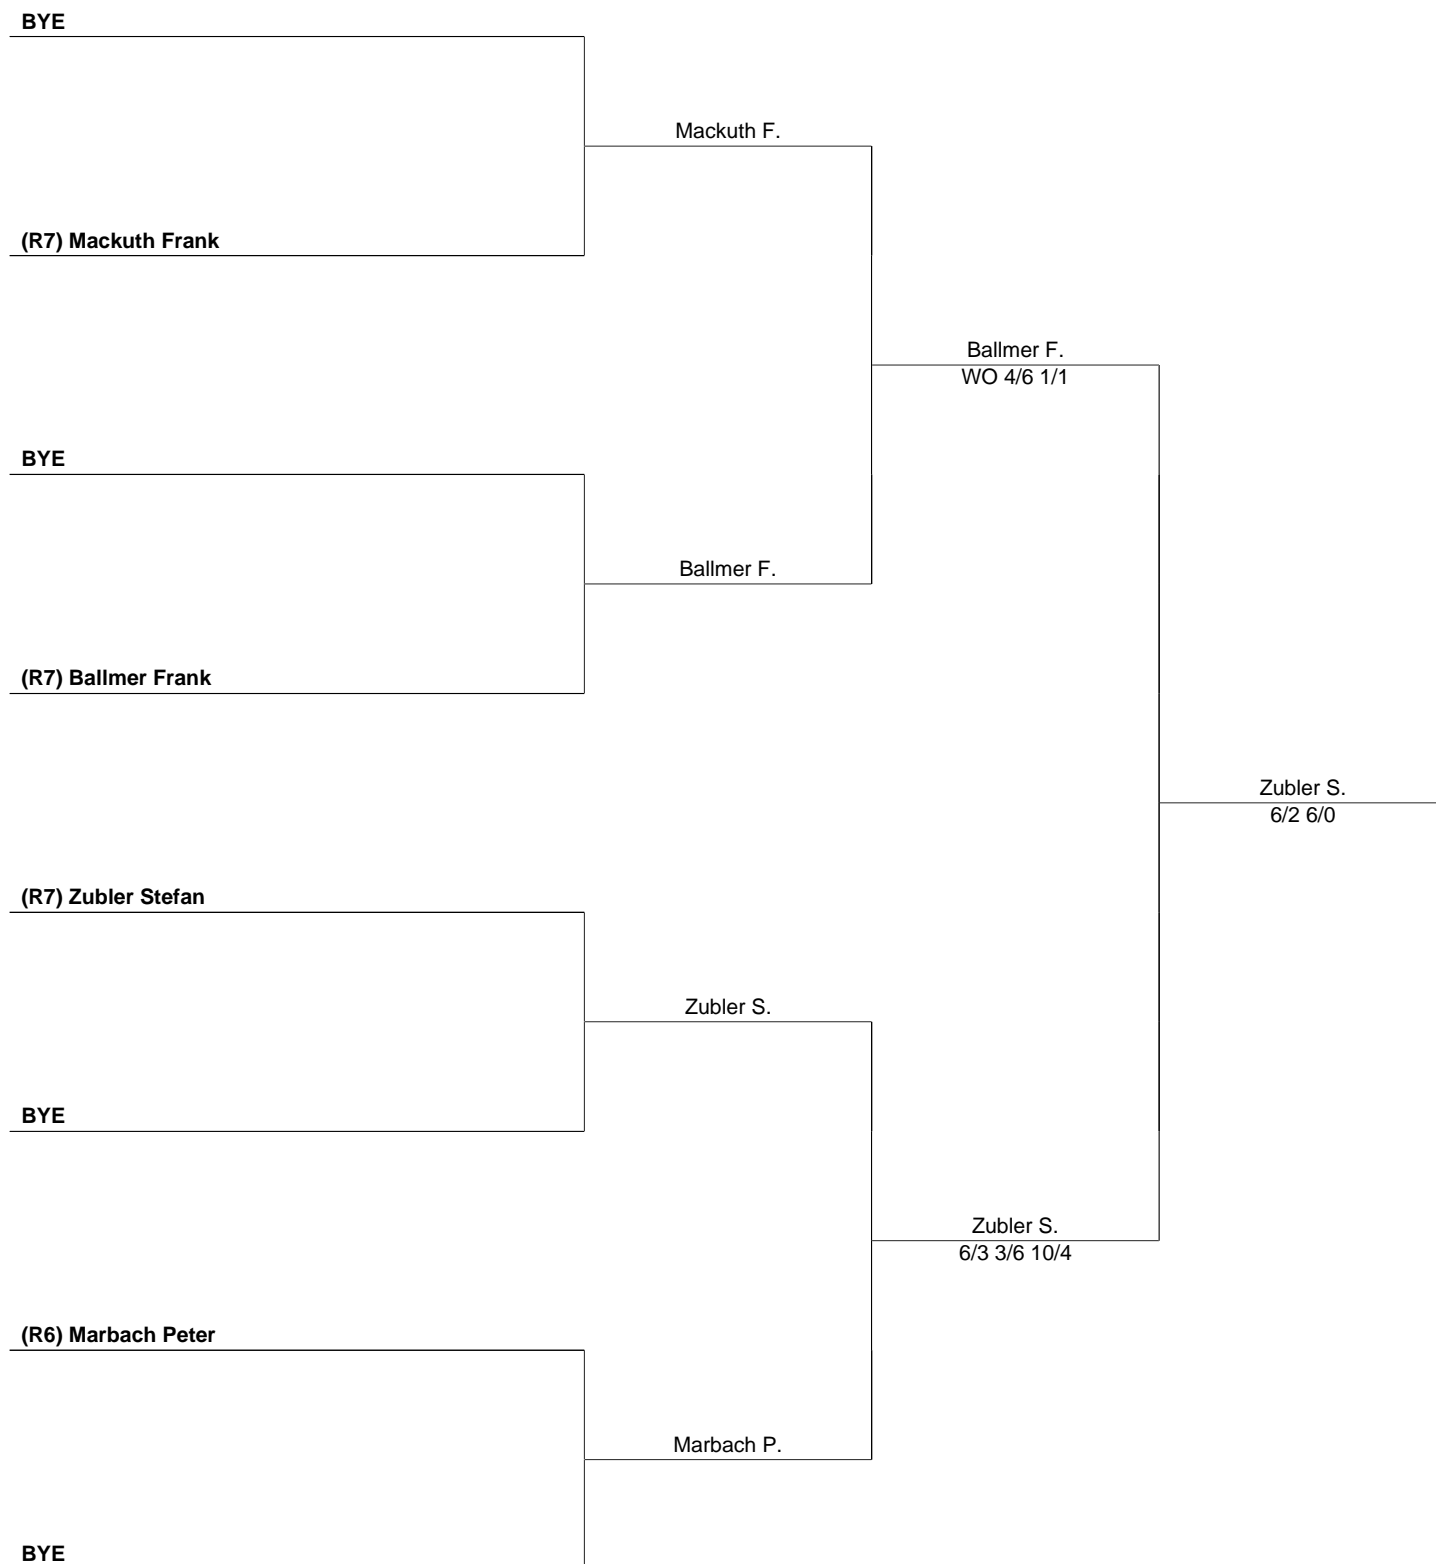 BYE
Mackuth F.
(R7) Mackuth Frank
Ballmer F.
WO 4/6 1/1
BYE
Ballmer F.
(R7) Ballmer Frank
Zubler S.
6/2 6/0
(R7) Zubler Stefan
Zubler S.
BYE
Zubler S.
6/3 3/6 10/4
(R6) Marbach Peter
Marbach P.
BYE